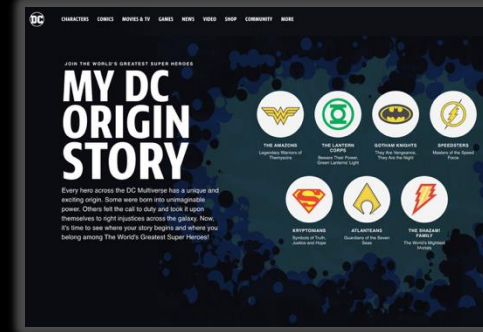 DC
CHARACTERS COMICS MOVIES & TV GAMES NEWS VIDEO SHOP COMMUNITY MORE
JOIN THE WORLD'S GREATEST SUPER HEROES
MY DC
ORIGIN
STORY
Every hero across the DC Multiverse has a unique and
exciting origin. Some were born into unimaginable
power. Others felt the call to duty and took it upon
themselves to right injustices across the galaxy. Now,
it's time to see where your story begins and where you
belong among The World's Greatest Super Heroes!
THE AMAZONS
Legendary Warriors of
Themyscira
THE LANTERN
CORPS
Beware Their Power,
Green Lanterns' Light
GOTHAM KNIGHTS
They Are Vengeance,
They Are the Night
SPEEDSTERS
Masters of the Speed
Force
KRYPTONIANS
Symbols of Truth,
Justice and Hope
ATLANTEANS
Guardians of the Seven
Seas
THE SHAZAM!
FAMILY
The World's Mightiest
Mortals